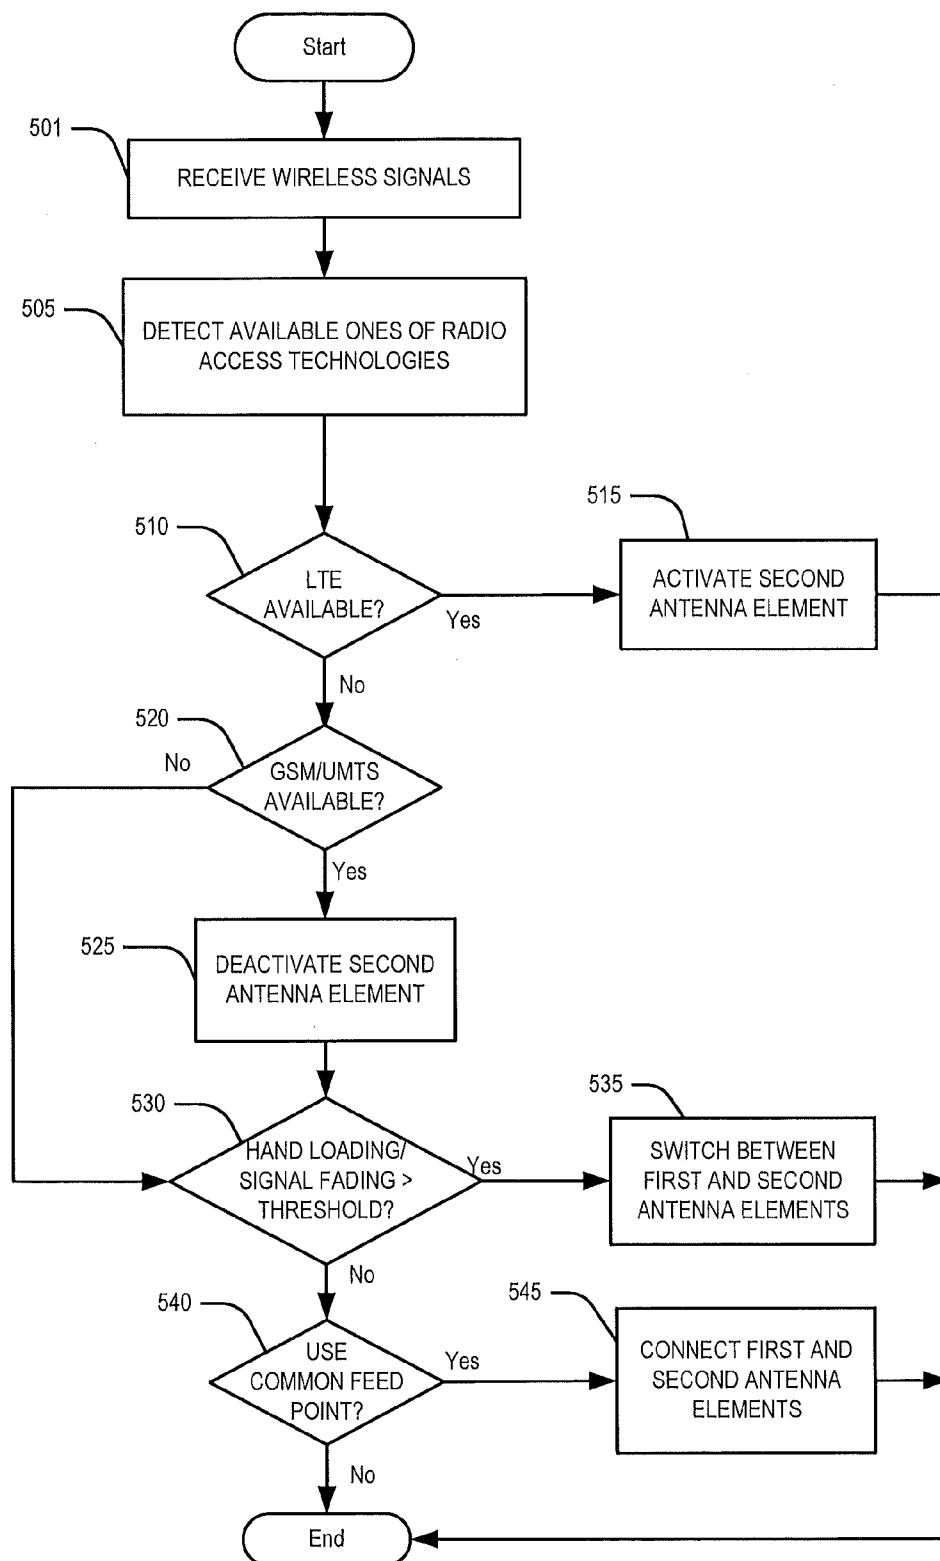 Start
501
RECEIVE WIRELESS SIGNALS
505
DETECT AVAILABLE ONES OF RADIO
ACCESS TECHNOLOGIES
510
LTE
AVAILABLE?
Yes
515
ACTIVATE SECOND
ANTENNA ELEMENT
No
520
No
GSM/UMTS
AVAILABLE?
Yes
525
DEACTIVATE SECOND
ANTENNA ELEMENT
530
HAND LOADING/
SIGNAL FADING >
THRESHOLD?
Yes
535
SWITCH BETWEEN
FIRST AND SECOND
ANTENNA ELEMENTS
No
540
USE
COMMON FEED
POINT?
Yes
545
CONNECT FIRST AND
SECOND ANTENNA
ELEMENTS
No
End